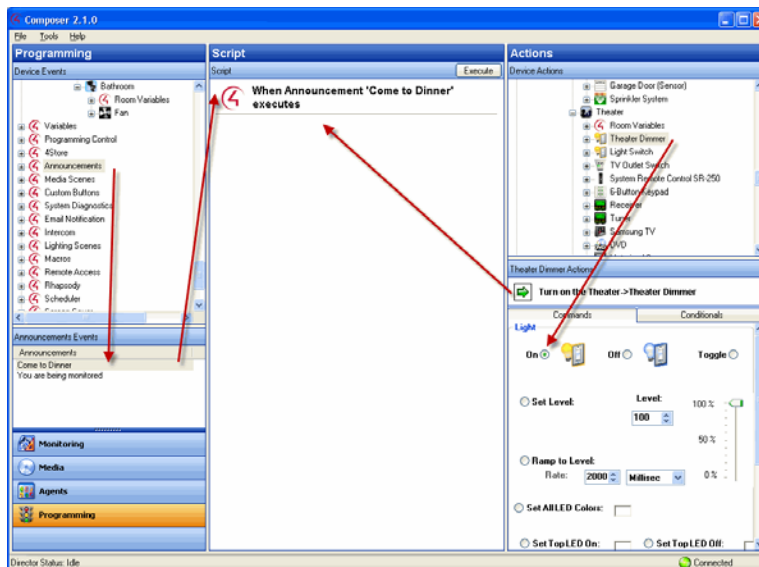 Composer 2.1.0
File Tools Help
Programming
Device Events
Bathroom
Room Variables
Fan
Variables
Programming Control
4Store
Announcements
Media Scenes
Custom Buttons
System Diagnostics
Email Notification
Intercom
Lighting Scenes
Macros
Remote Access
Rhapsody
Scheduler
Announcements Events
Announcements
Come to Dinner
You are being monitored
Monitoring
Media
Agents
Programming
Script
Script Execute
When Announcement 'Come to Dinner'
executes
Actions
Device Actions
Garage Door (Sensor)
Sprinkler System
Theater
Room Variables
Theater Dimmer
Light Switch
TV Outlet Switch
System Remote Control SR-250
6-Button Keypad
Receiver
Tuner
Samsung TV
DVD
Theater Dimmer Actions
Turn on the Theater->Theater Dimmer
Commands Conditionals
Light
On Off Toggle
Set Level: Level: 100 %
100
50 %
Ramp to Level:
Rate: 2000 Millisec 0 %
Set All LED Colors:
Set Top LED On: Set Top LED Off:
Director Status: Idle Connected